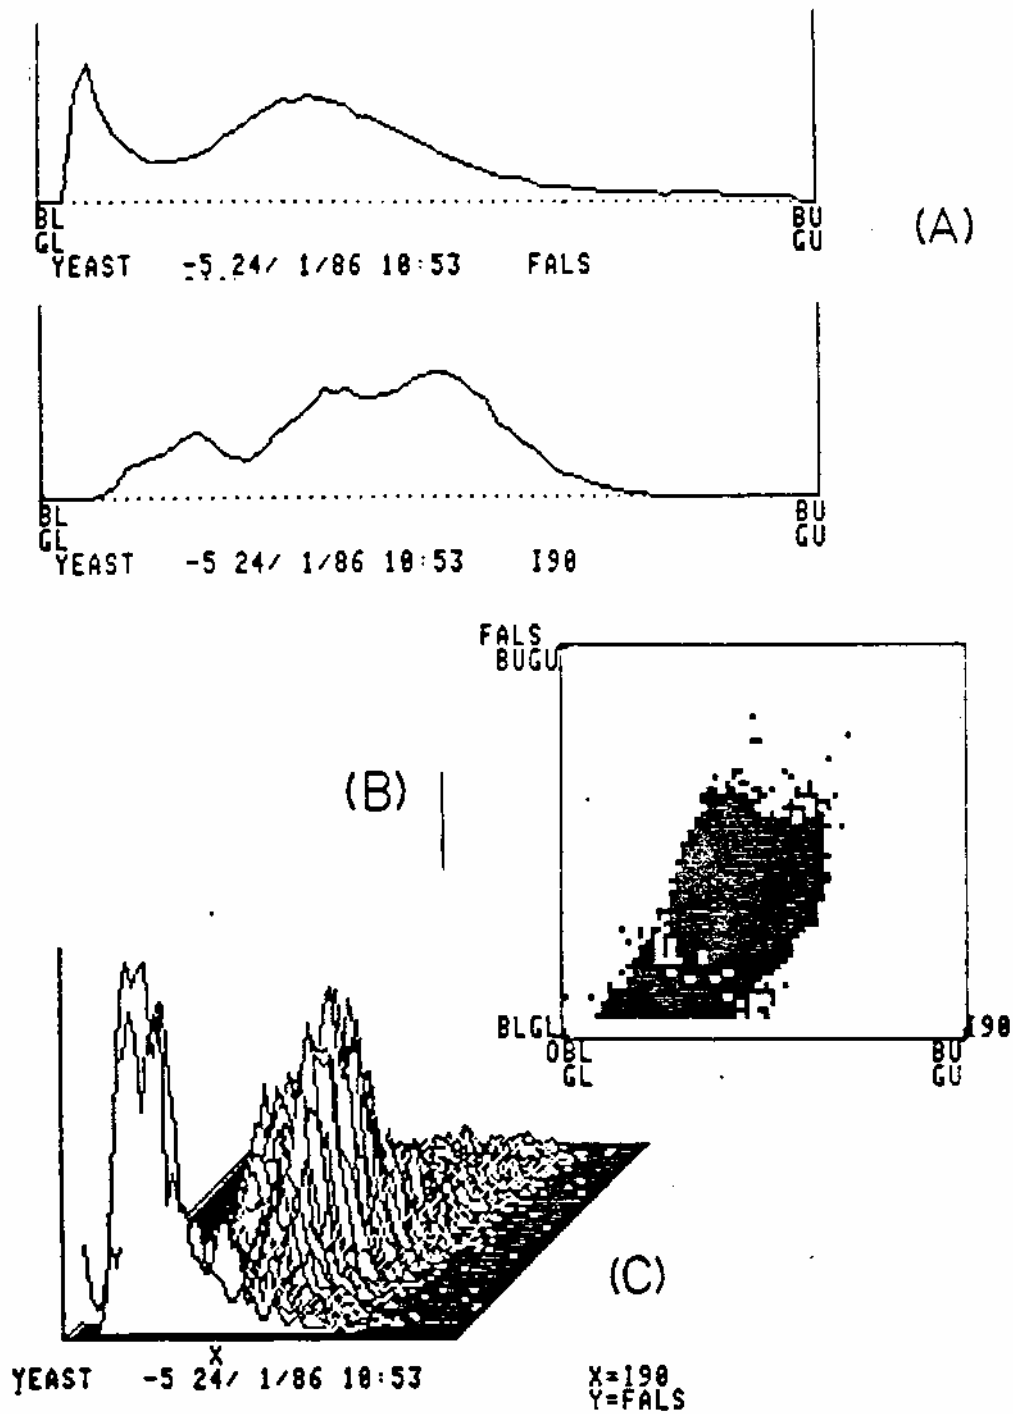 BL BU
GL GU
(A)
YEAST -5 24/ 1/86 10:53 FALS
BL BU
GL GU
YEAST -5 24/ 1/86 10:53 I90
FALS
BUGU
(B)
BLGL I90
OBL BU
GL GU
Y
(C)
X
YEAST -5 24/ 1/86 10:53 X=I90
Y=FALS